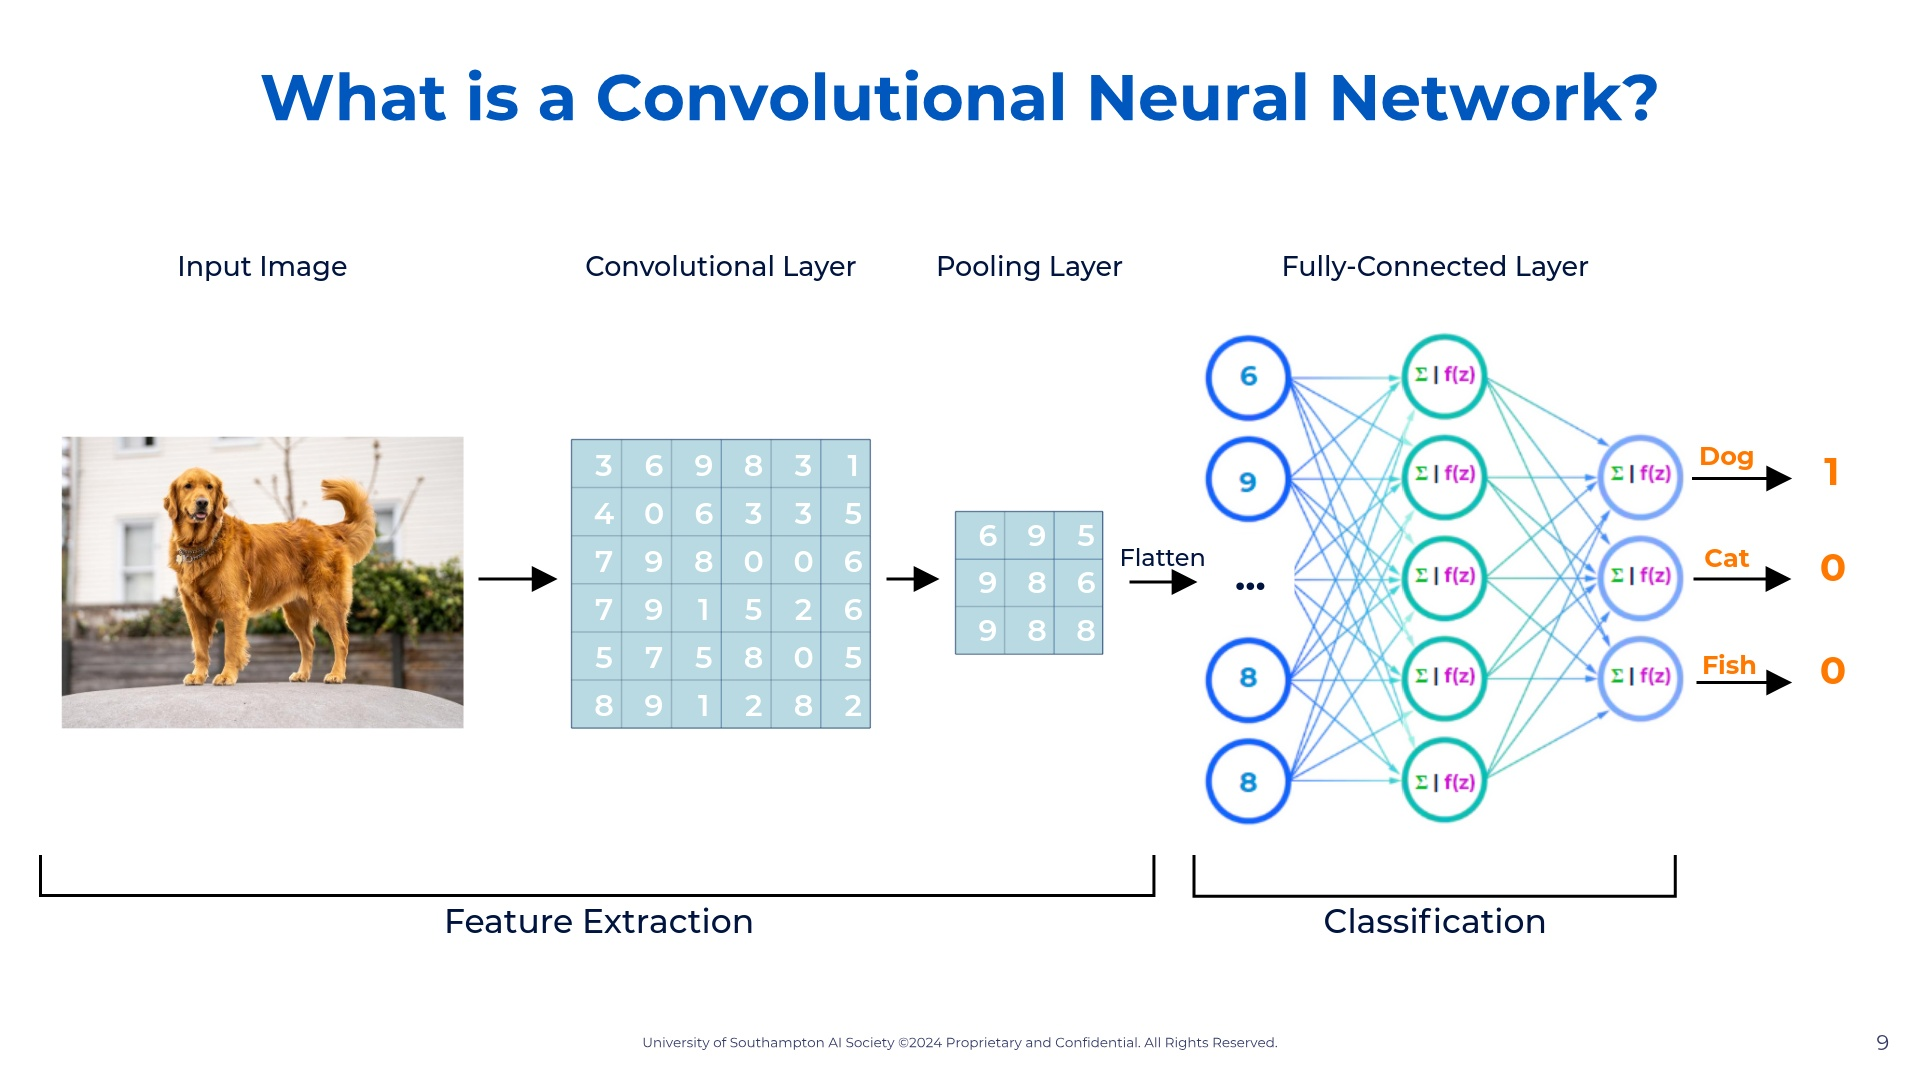 What is a Convolutional Neural Network?
Input Image
Convolutional Layer
Pooling Layer
Fully-Connected Layer
3 6 9 8 3 1
4 0 6 3 3 5
7 9 8 0 0 6
7 9 1 5 2 6
5 7 5 8 0 5
8 9 1 2 8 2
6 9 5
9 8 6
9 8 8
Flatten
6
9
...
8
8
Σ | f(z)
Σ | f(z)
Σ | f(z)
Σ | f(z)
Σ | f(z)
Σ | f(z)
Σ | f(z)
Σ | f(z)
Dog 1
Cat 0
Fish 0
Feature Extraction
Classification
University of Southampton AI Society ©2024 Proprietary and Confidential. All Rights Reserved.
9